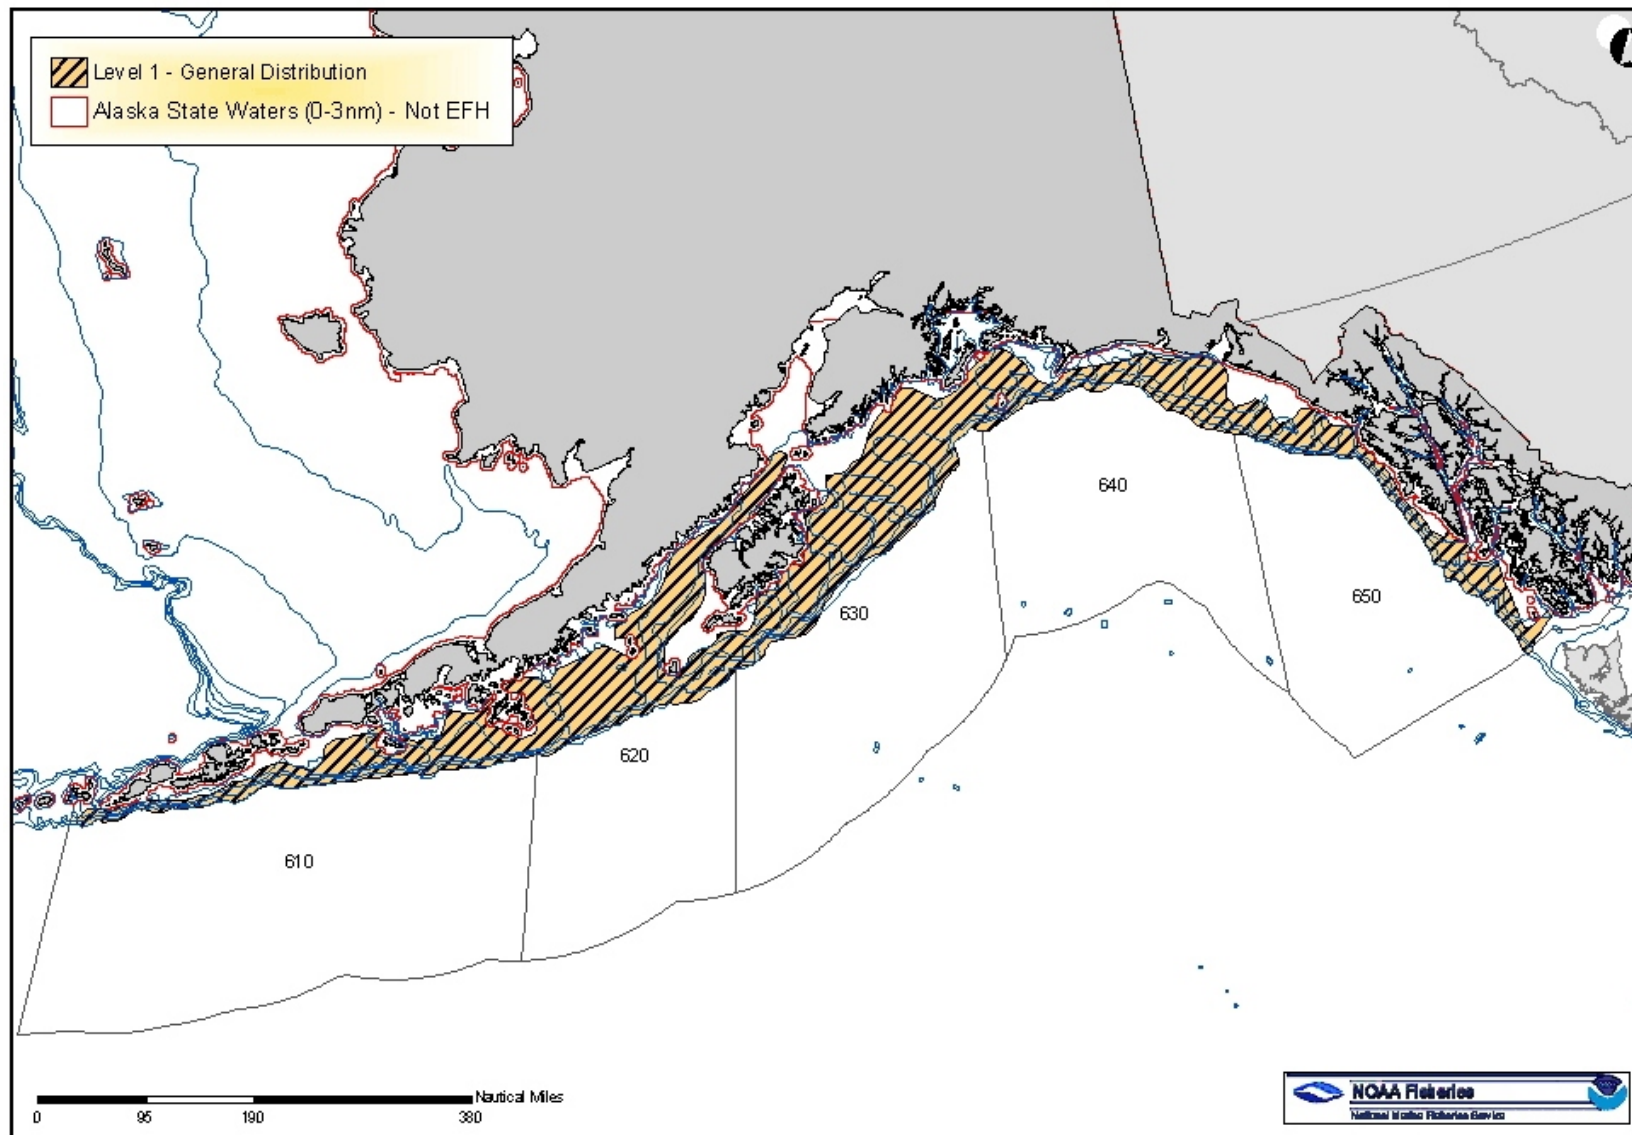 Level 1 - General Distribution
Alaska State Waters (0-3nm) - Not EFH
640
650
630
620
610
Nautical Miles
0 95 190 380
NOAA Fisheries
National Marine Fisheries Service